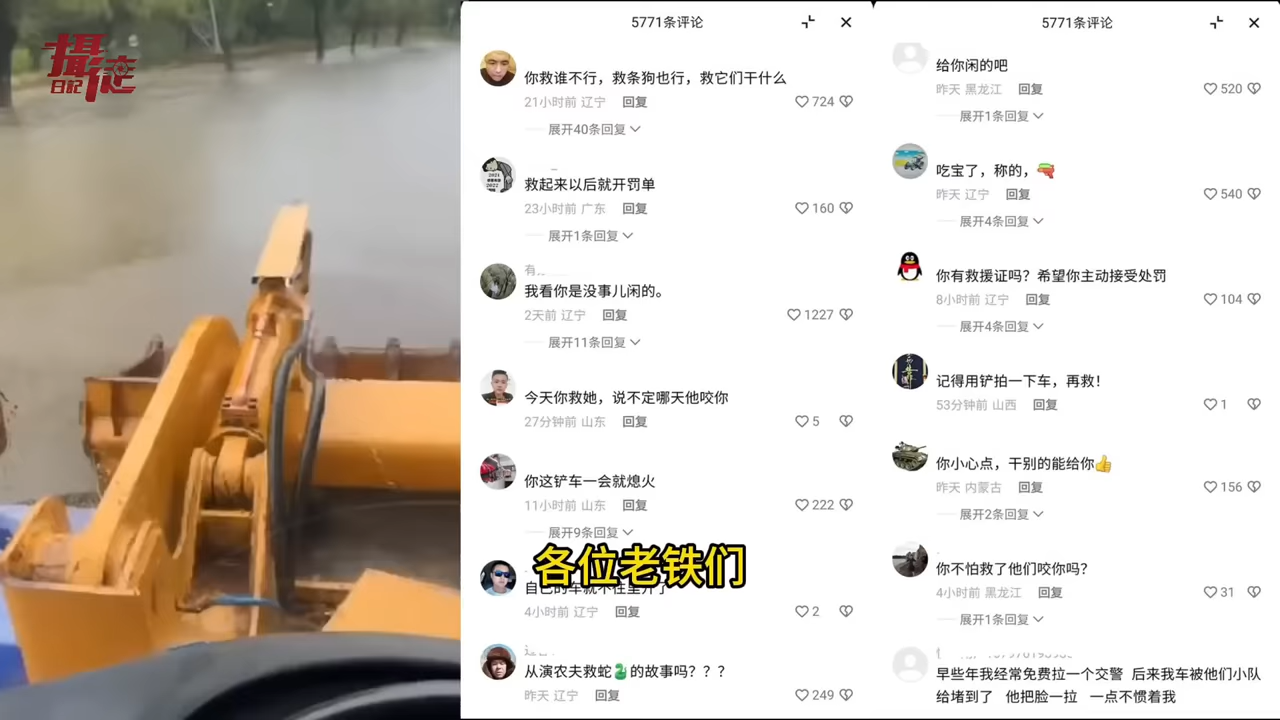 攝徒
日記
5771条评论
你救谁不行，救条狗也行，救它们干什么
21小时前 辽宁 回复
724
展开40条回复
2021
2022
救起来以后就开罚单
23小时前 广东 回复
160
展开1条回复
有
我看你是没事儿闲的。
2天前 辽宁 回复
1227
展开11条回复
今天你救她，说不定哪天他咬你
27分钟前 山东 回复
5
你这铲车一会就熄火
11小时前 山东 回复
222
展开9条回复
各位老铁们
自己的车就不往里开了
4小时前 辽宁 回复
2
从演农夫救蛇🐍的故事吗？？？
昨天 辽宁 回复
249
5771条评论
给你闲的吧
昨天 黑龙江 回复
520
展开1条回复
吃宝了，称的，🔫
昨天 辽宁 回复
540
展开4条回复
你有救援证吗？希望你主动接受处罚
8小时前 辽宁 回复
104
展开4条回复
记得用铲拍一下车，再救！
53分钟前 山西 回复
1
你小心点，干别的能给你👍
昨天 内蒙古 回复
156
展开2条回复
你不怕救了他们咬你吗？
4小时前 黑龙江 回复
31
展开1条回复
早些年我经常免费拉一个交警 后来我车被他们小队
给堵到了 他把脸一拉 一点不惯着我